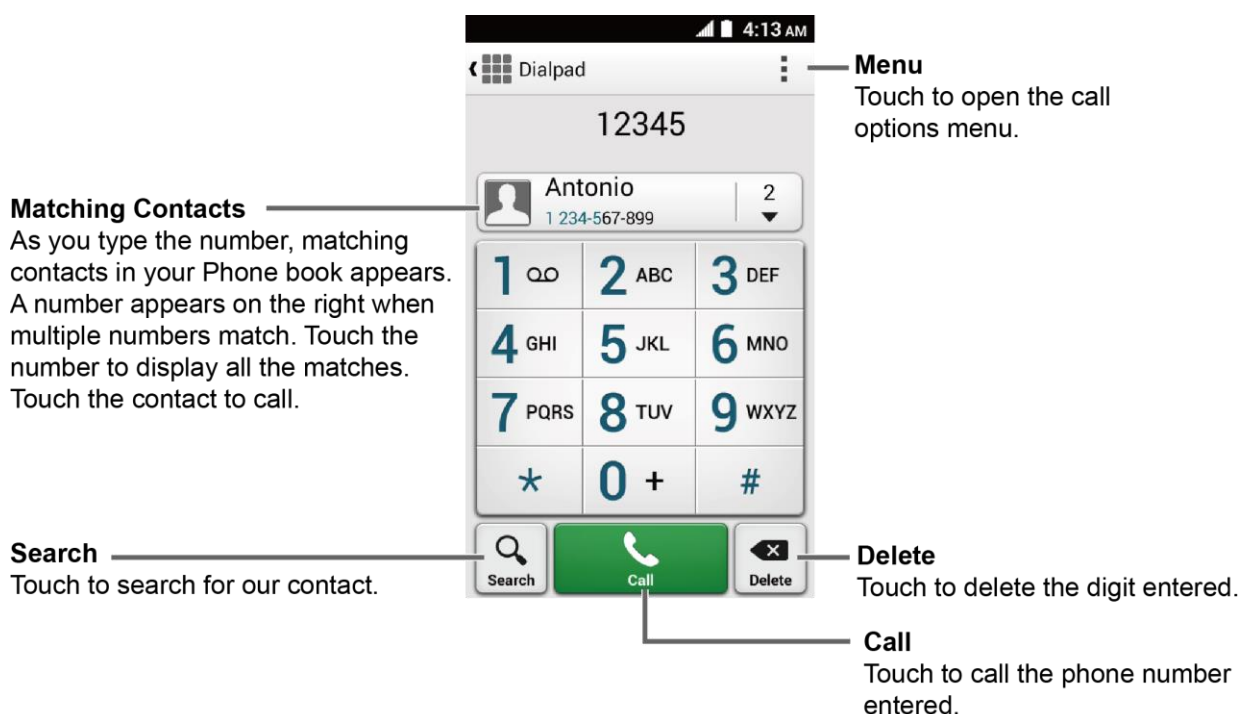 4:13 AM
Dialpad
12345
Antonio
1 234-567-899
2
1
2 ABC
3 DEF
4 GHI
5 JKL
6 MNO
7 PQRS
8 TUV
9 WXYZ
*
0 +
#
Search
Call
Delete
Matching Contacts
As you type the number, matching
contacts in your Phone book appears.
A number appears on the right when
multiple numbers match. Touch the
number to display all the matches.
Touch the contact to call.
Search
Touch to search for our contact.
Menu
Touch to open the call
options menu.
Delete
Touch to delete the digit entered.
Call
Touch to call the phone number
entered.